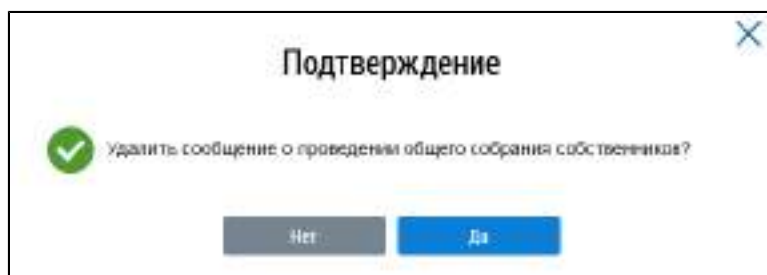 Подтверждение
Удалить сообщение о проведении общего собрания собственников?
Нет
Да